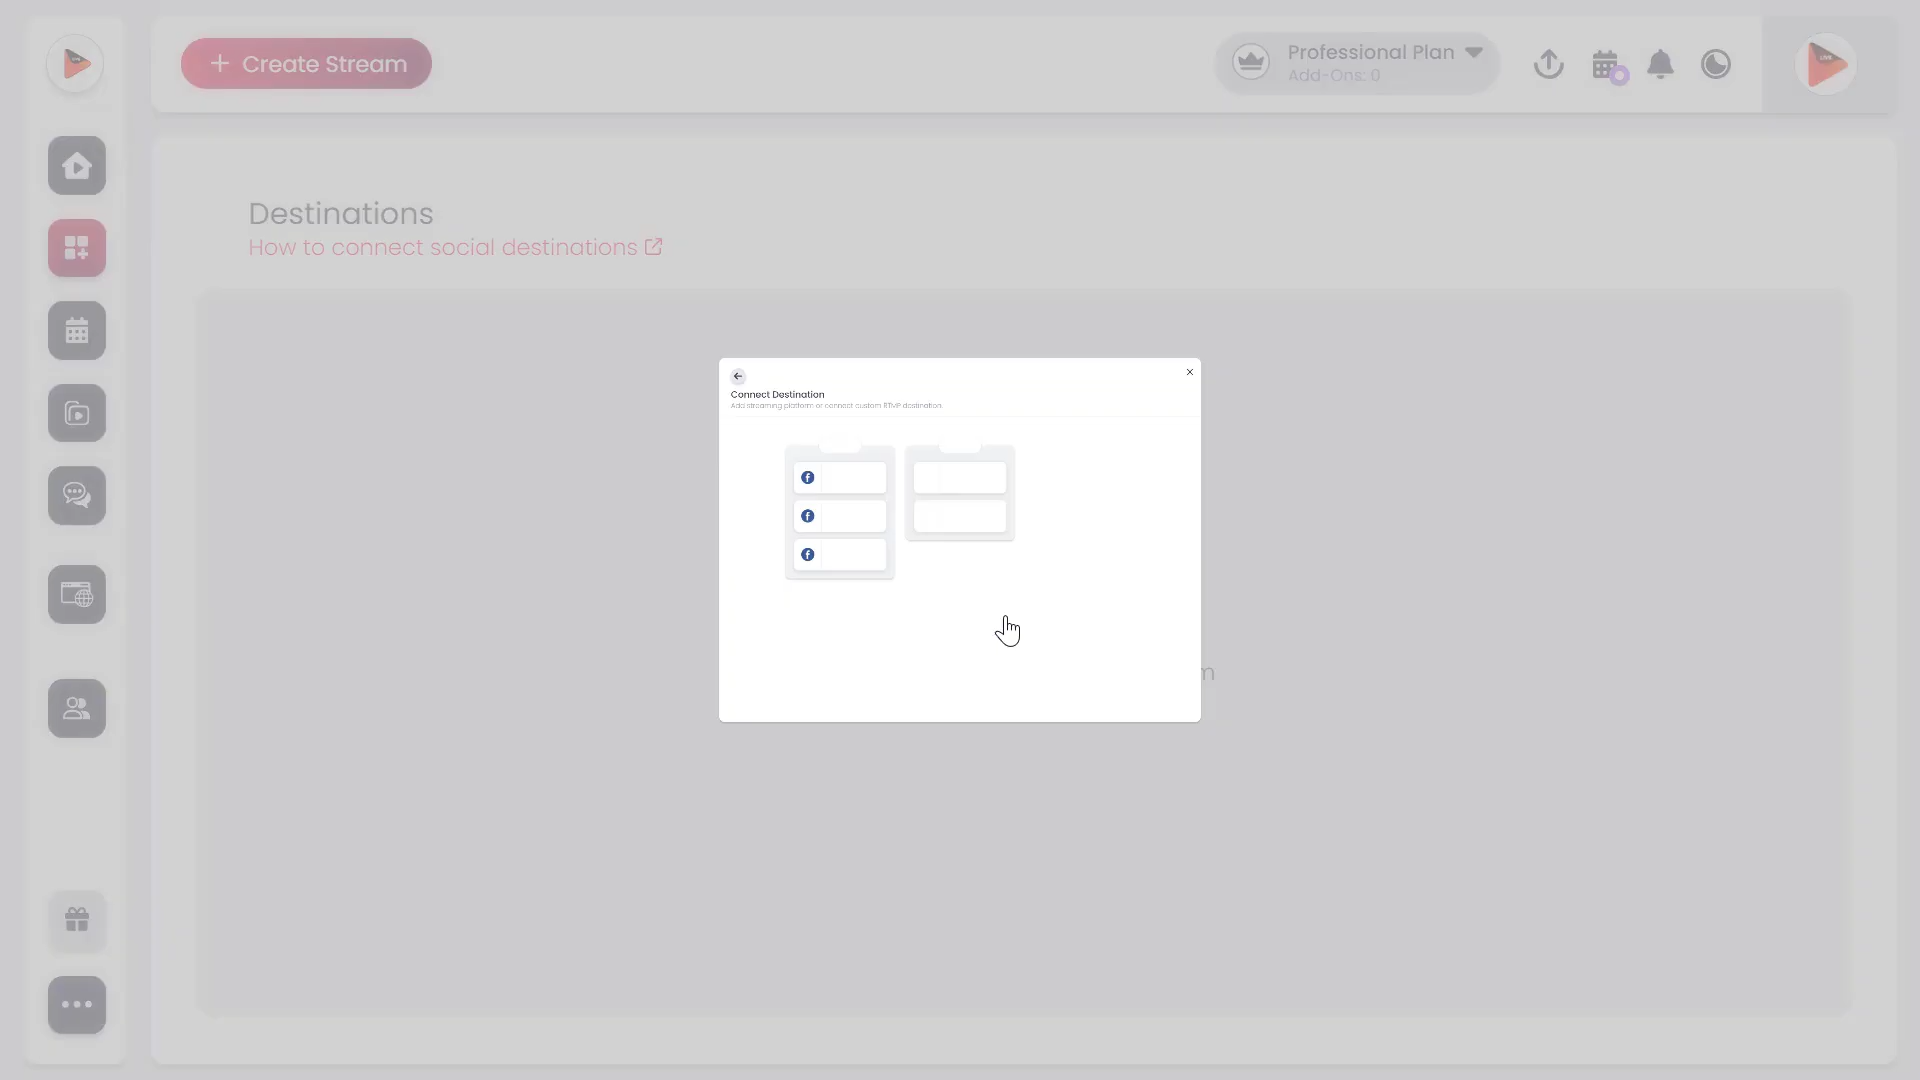 + Create Stream
Professional Plan
Add-Ons: 0
Destinations
How to connect social destinations
Connect Destination
Add streaming platform or connect custom RTMP destination.
m